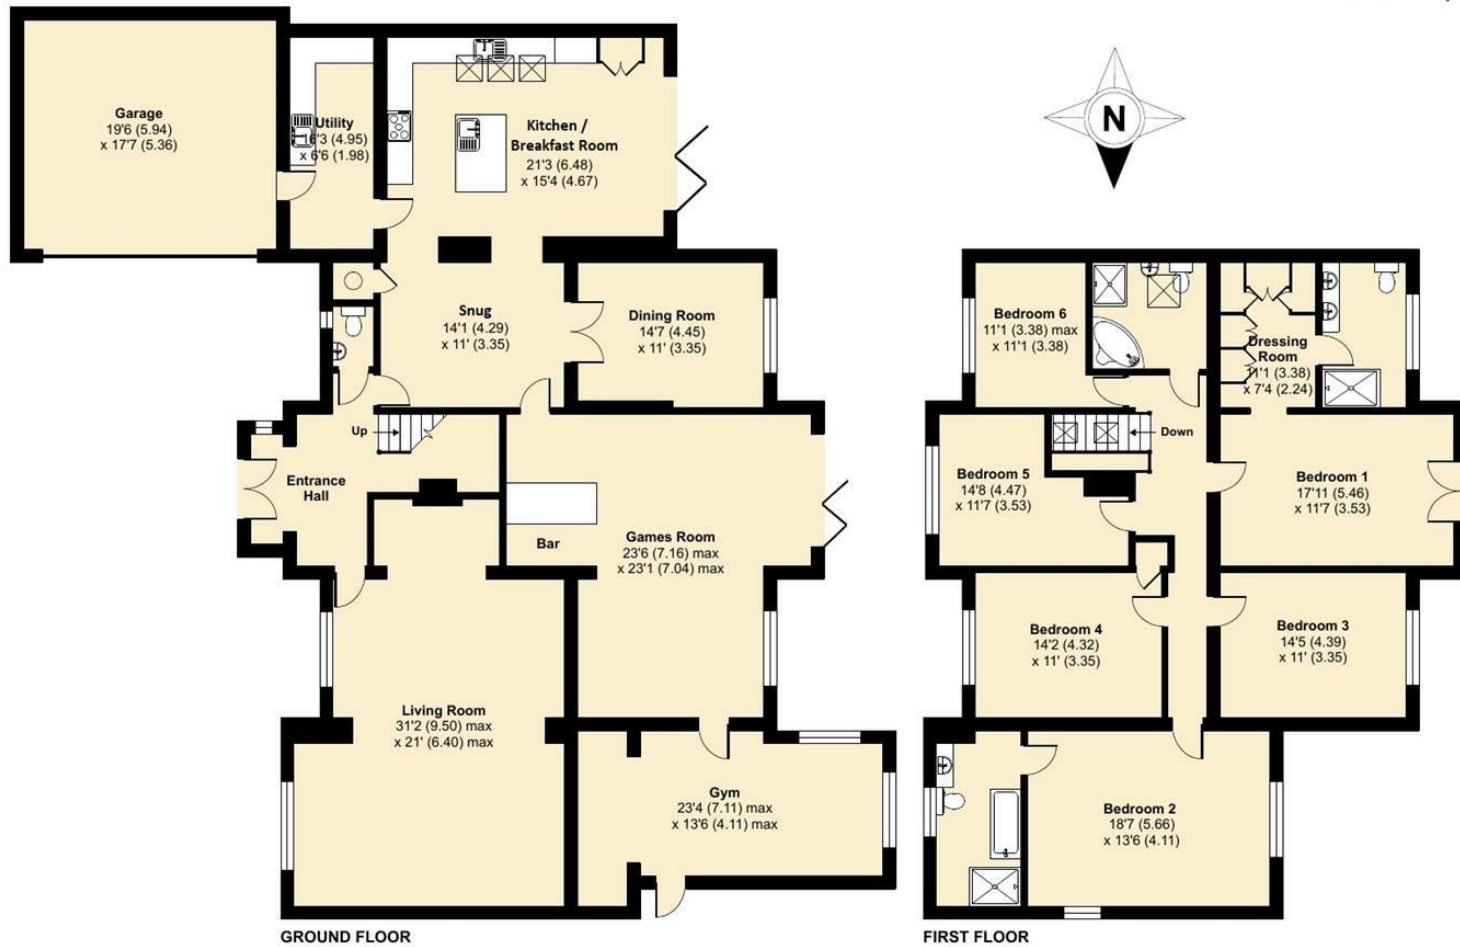 Garage
19'6 (5.94)
x 17'7 (5.36)
Utility
16'3 (4.95)
x 6'6 (1.98)
Kitchen /
Breakfast Room
21'3 (6.48)
x 15'4 (4.67)
N
Snug
14'1 (4.29)
x 11' (3.35)
Dining Room
14'7 (4.45)
x 11' (3.35)
Up
Entrance
Hall
Bar
Games Room
23'6 (7.16) max
x 23'1 (7.04) max
Living Room
31'2 (9.50) max
x 21' (6.40) max
Gym
23'4 (7.11) max
x 13'6 (4.11) max
GROUND FLOOR
Bedroom 6
11'1 (3.38) max
x 11'1 (3.38)
Dressing
Room
11'1 (3.38)
x 7'4 (2.24)
Down
Bedroom 5
14'8 (4.47)
x 11'7 (3.53)
Bedroom 1
17'11 (5.46)
x 11'7 (3.53)
Bedroom 4
14'2 (4.32)
x 11' (3.35)
Bedroom 3
14'5 (4.39)
x 11' (3.35)
Bedroom 2
18'7 (5.66)
x 13'6 (4.11)
FIRST FLOOR